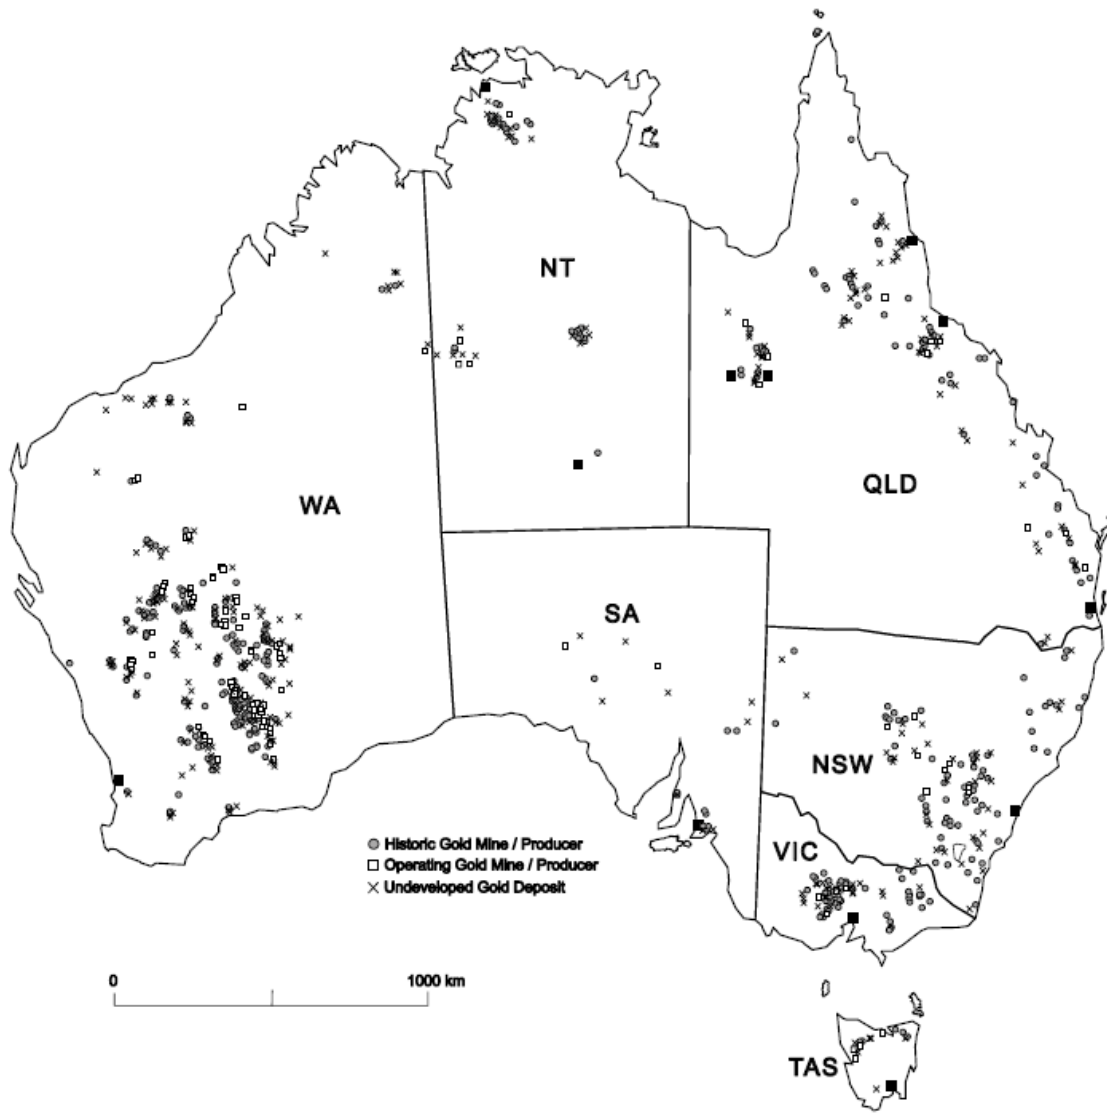 NT
WA
QLD
SA
NSW
VIC
Historic Gold Mine / Producer
Operating Gold Mine / Producer
Undeveloped Gold Deposit
0 1000 km
TAS